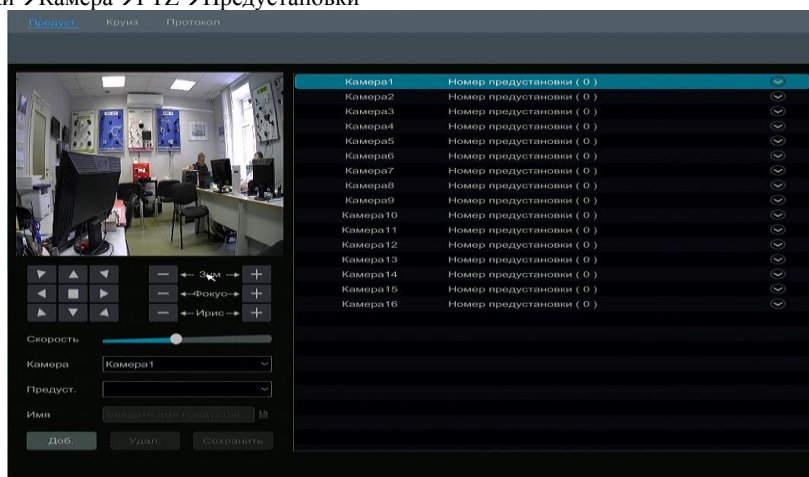 ки → Камера → PTZ → Предустановки
Предуст. Круиз Протокол
Камера1 Номер предустановки ( 0 )
Камера2 Номер предустановки ( 0 )
Камера3 Номер предустановки ( 0 )
Камера4 Номер предустановки ( 0 )
Камера5 Номер предустановки ( 0 )
Камера6 Номер предустановки ( 0 )
Камера7 Номер предустановки ( 0 )
Камера8 Номер предустановки ( 0 )
Камера9 Номер предустановки ( 0 )
Камера10 Номер предустановки ( 0 )
Камера11 Номер предустановки ( 0 )
Камера12 Номер предустановки ( 0 )
Камера13 Номер предустановки ( 0 )
Камера14 Номер предустановки ( 0 )
Камера15 Номер предустановки ( 0 )
Камера16 Номер предустановки ( 0 )
Зум
Фокус
Ирис
Скорость
Камера Камера1
Предуст.
Имя Введите имя предустан...
Доб. Удал. Сохранить